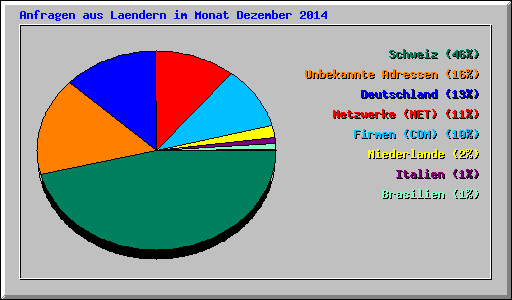 Anfragen aus Laendern im Monat Dezember 2014
Schweiz (46%)
Unbekannte Adressen (16%)
Deutschland (13%)
Netzwerke (NET) (11%)
Firmen (COM) (10%)
Niederlande (2%)
Italien (1%)
Brasilien (1%)